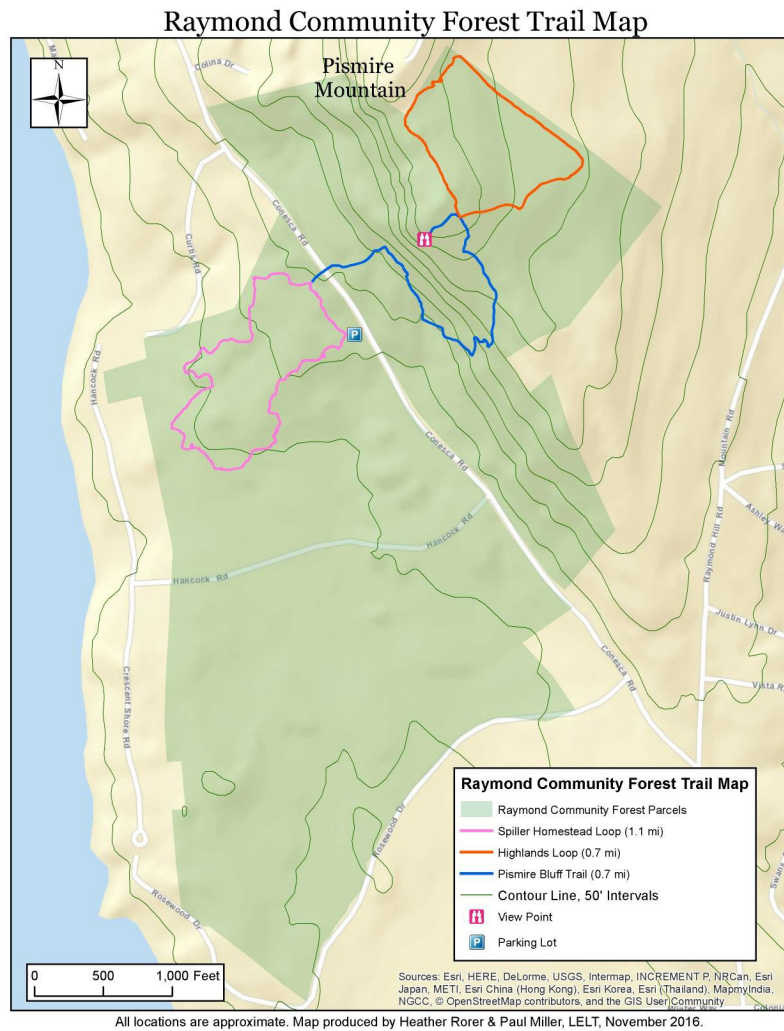 Raymond Community Forest Trail Map
Pismire
Mountain
N
Colina Dr
Conesca Rd
Curtis Rd
P
Hancock Rd
Conesca Rd
Mountain Rd
Hancock Rd
Ashley Wa
Hancock Rd
Raymond Hill Rd
Justin Lynn Dr
Conesca Rd
Crescent Shore Rd
Vista R
Rosewood Dr
Rosewood Dr
Swans
Raymond Community Forest Trail Map
Raymond Community Forest Parcels
Spiller Homestead Loop (1.1 mi)
Highlands Loop (0.7 mi)
Pismire Bluff Trail (0.7 mi)
Contour Line, 50' Intervals
View Point
P Parking Lot
0 500 1,000 Feet
Sources: Esri, HERE, DeLorme, USGS, Intermap, INCREMENT P, NRCan, Esri
Japan, METI, Esri China (Hong Kong), Esri Korea, Esri (Thailand), MapmyIndia,
NGCC, © OpenStreetMap contributors, and the GIS User Community
All locations are approximate. Map produced by Heather Rorer & Paul Miller, LELT, November 2016.